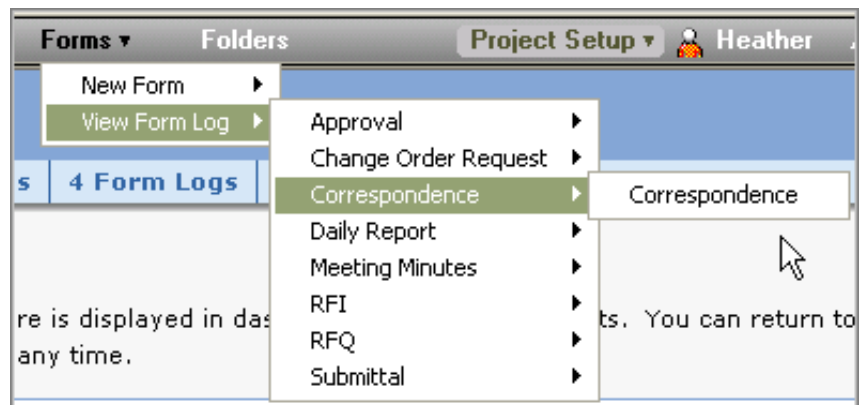 Forms ▾ Folders Project Setup ▾ Heather
New Form
View Form Log
Approval
Change Order Request
s 4 Form Logs
Correspondence Correspondence
Daily Report
Meeting Minutes
RFI
re is displayed in das ts. You can return to
RFQ
any time.
Submittal